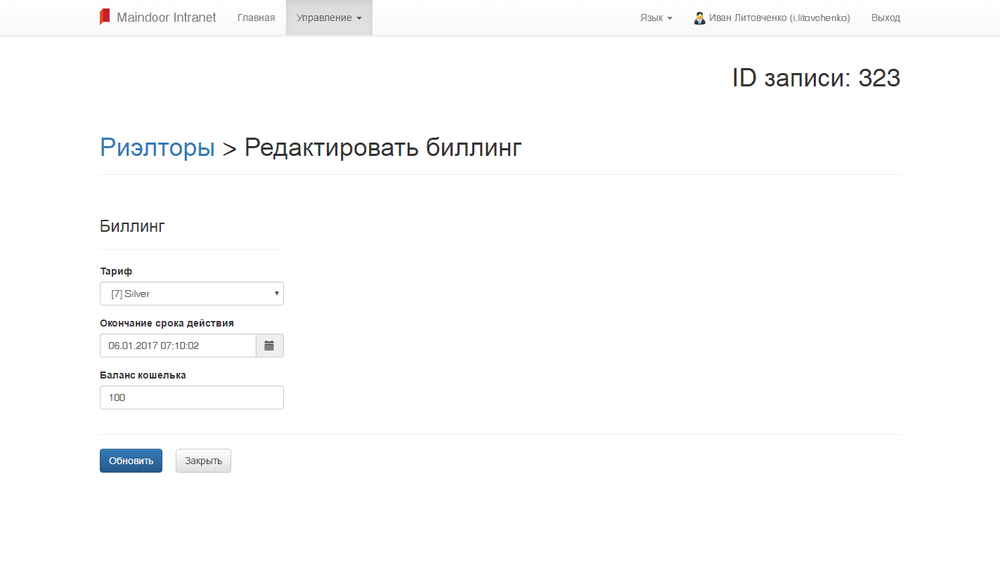 Maindoor Intranet Главная Управление Язык Иван Литовченко (i.litovchenko) Выход
ID записи: 323
Риэлторы > Редактировать биллинг
Биллинг
Тариф
[7] Silver
Окончание срока действия
06.01.2017 07:10:02
Баланс кошелька
100
Обновить Закрыть